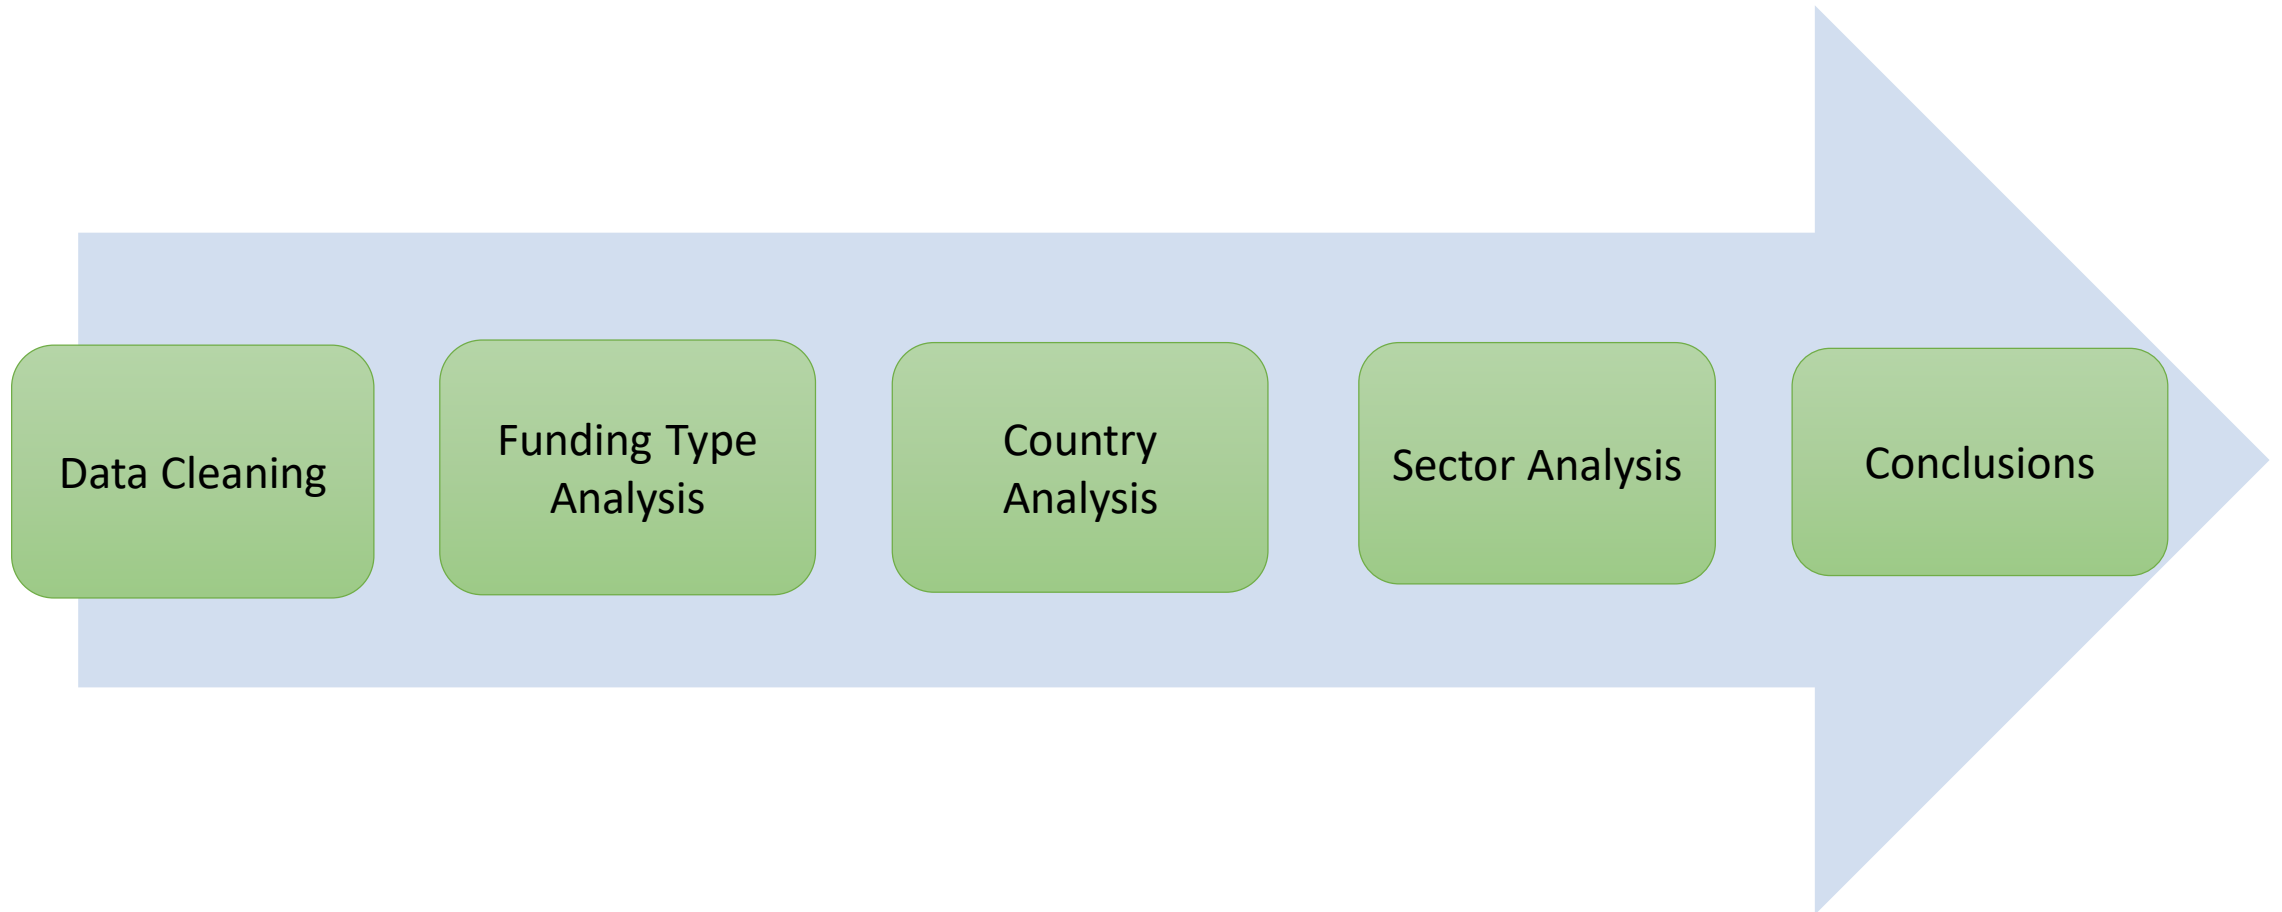 Data Cleaning
Funding Type
Analysis
Country
Analysis
Sector Analysis
Conclusions